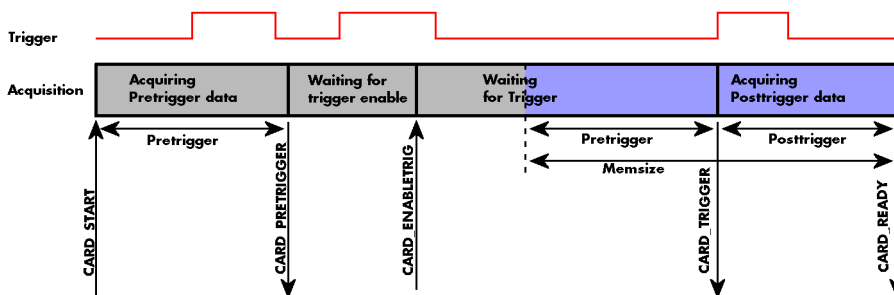 Trigger
Acquisition
Acquiring
Pretrigger data
Waiting for
trigger enable
Waiting
for Trigger
Acquiring
Posttrigger data
Pretrigger
Pretrigger
Posttrigger
Memsize
CARD_START
CARD_PRETRIGGER
CARD_ENABLETRIG
CARD_TRIGGER
CARD_READY